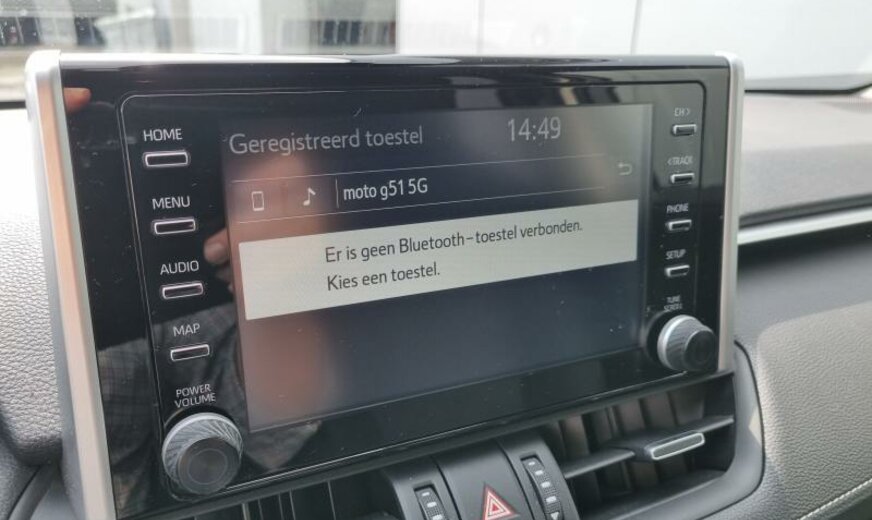 HOME
MENU
AUDIO
MAP
POWER
VOLUME
Geregistreerd toestel
14:49
moto g51 5G
Er is geen Bluetooth-toestel verbonden.
Kies een toestel.
CH>
<TRACK
PHONE
SETUP
TUNE
SCROLL